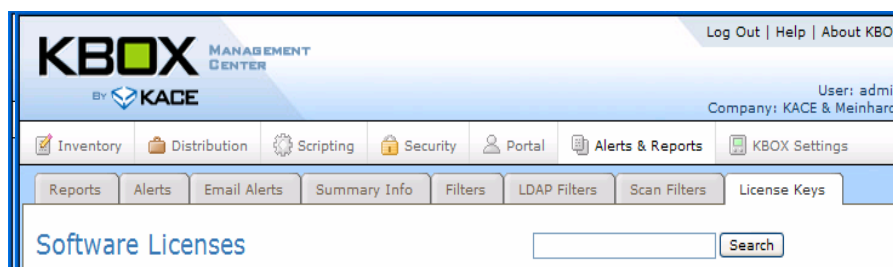 Log Out | Help | About KBO
KBOX MANAGEMENT CENTER
BY KACE
User: admi
Company: KACE & Meinhard
Inventory Distribution Scripting Security Portal Alerts & Reports KBOX Settings
Reports Alerts Email Alerts Summary Info Filters LDAP Filters Scan Filters License Keys
Software Licenses Search